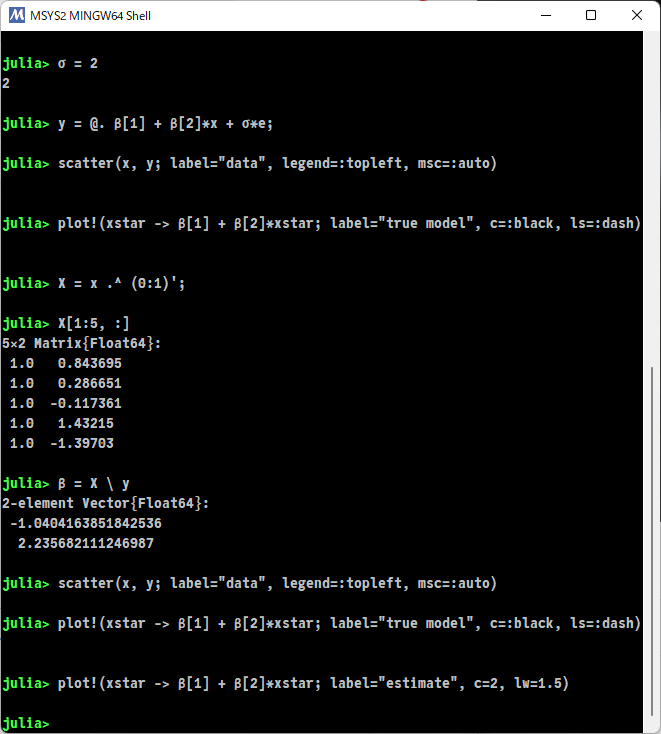 MSYS2 MINGW64 Shell
julia> σ = 2
2
julia> y = @. β[1] + β[2]*x + σ*e;
julia> scatter(x, y; label="data", legend=:topleft, msc=:auto)
julia> plot!(xstar -> β[1] + β[2]*xstar; label="true model", c=:black, ls=:dash)
julia> X = x .^ (0:1)';
julia> X[1:5, :]
5×2 Matrix{Float64}:
 1.0   0.843695
 1.0   0.286651
 1.0  -0.117361
 1.0   1.43215
 1.0  -1.39703
julia> β = X \ y
2-element Vector{Float64}:
 -1.0404163851842536
  2.235682111246987
julia> scatter(x, y; label="data", legend=:topleft, msc=:auto)
julia> plot!(xstar -> β[1] + β[2]*xstar; label="true model", c=:black, ls=:dash)
julia> plot!(xstar -> β[1] + β[2]*xstar; label="estimate", c=2, lw=1.5)
julia>